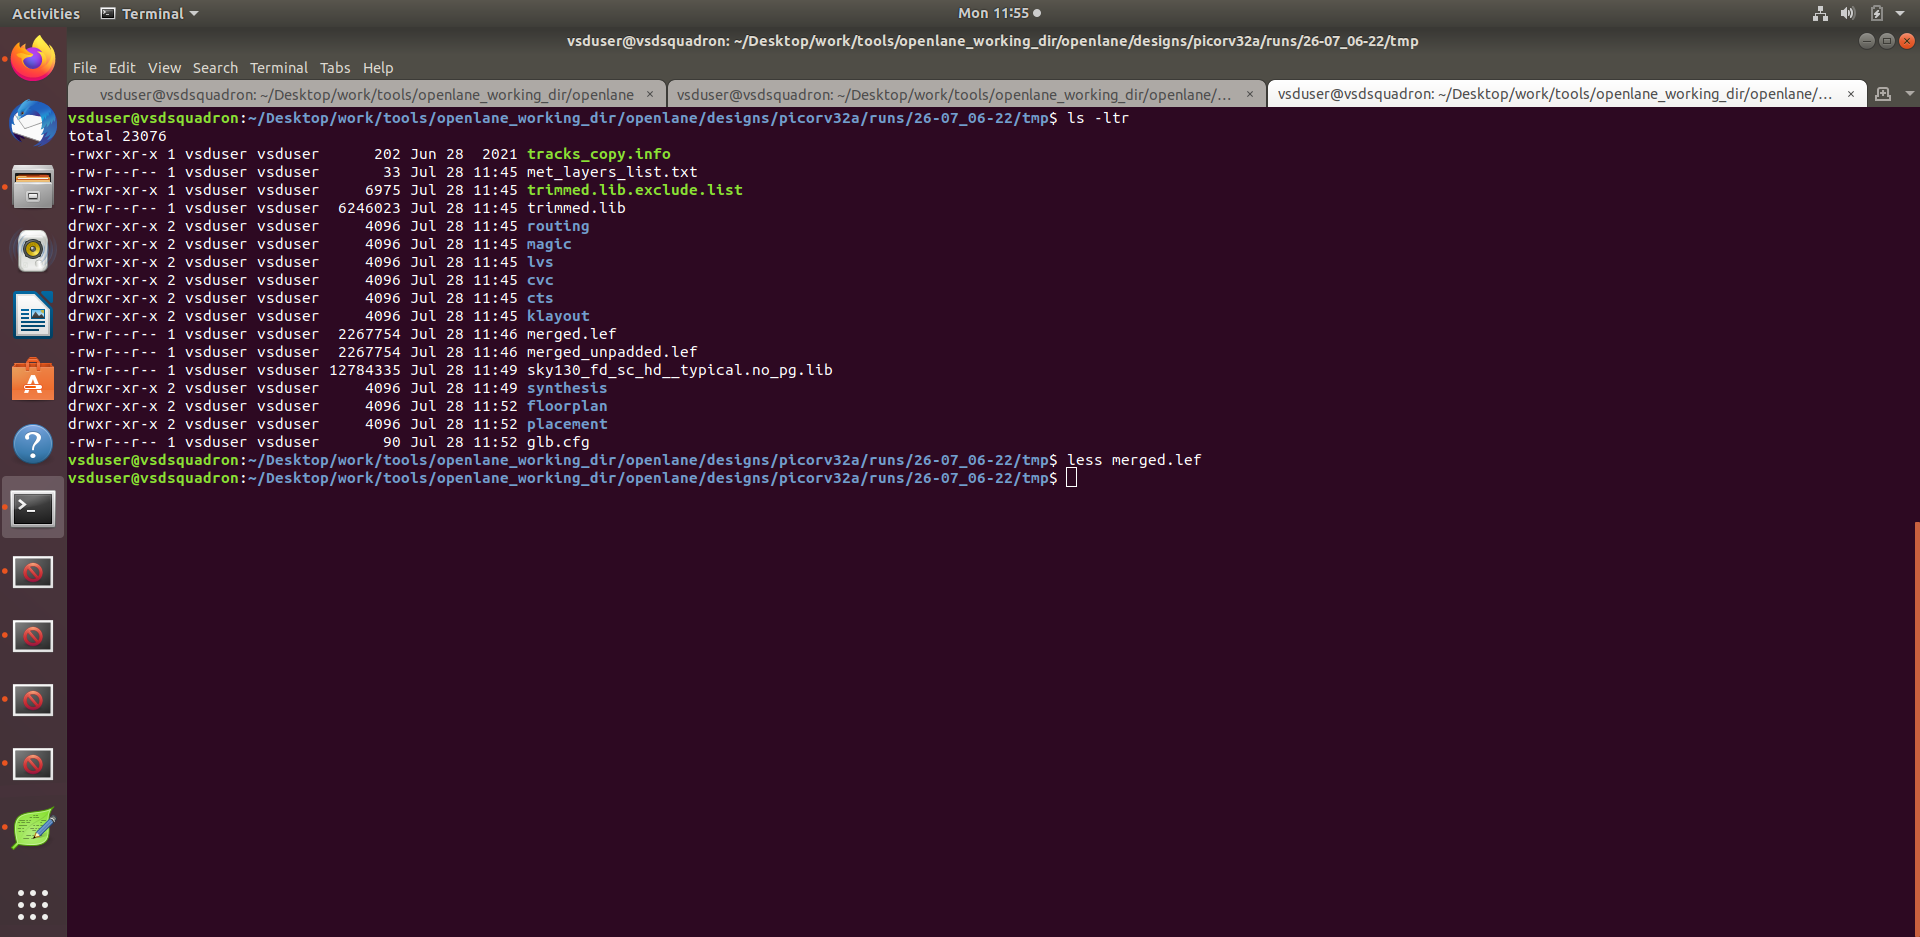 Activities Terminal Mon 11:55
vsduser@vsdsquadron: ~/Desktop/work/tools/openlane_working_dir/openlane/designs/picorv32a/runs/26-07_06-22/tmp
File Edit View Search Terminal Tabs Help
vsduser@vsdsquadron: ~/Desktop/work/tools/openlane_working_dir/openlane × vsduser@vsdsquadron: ~/Desktop/work/tools/openlane_working_dir/openlane/... × vsduser@vsdsquadron: ~/Desktop/work/tools/openlane_working_dir/openlane/... ×
vsduser@vsdsquadron:~/Desktop/work/tools/openlane_working_dir/openlane/designs/picorv32a/runs/26-07_06-22/tmp$ ls -ltr
total 23076
-rwxr-xr-x 1 vsduser vsduser      202 Jun 28  2021 tracks_copy.info
-rw-r--r-- 1 vsduser vsduser       33 Jul 28 11:45 met_layers_list.txt
-rwxr-xr-x 1 vsduser vsduser     6975 Jul 28 11:45 trimmed.lib.exclude.list
-rw-r--r-- 1 vsduser vsduser  6246023 Jul 28 11:45 trimmed.lib
drwxr-xr-x 2 vsduser vsduser     4096 Jul 28 11:45 routing
drwxr-xr-x 2 vsduser vsduser     4096 Jul 28 11:45 magic
drwxr-xr-x 2 vsduser vsduser     4096 Jul 28 11:45 lvs
drwxr-xr-x 2 vsduser vsduser     4096 Jul 28 11:45 cvc
drwxr-xr-x 2 vsduser vsduser     4096 Jul 28 11:45 cts
drwxr-xr-x 2 vsduser vsduser     4096 Jul 28 11:45 klayout
-rw-r--r-- 1 vsduser vsduser  2267754 Jul 28 11:46 merged.lef
-rw-r--r-- 1 vsduser vsduser  2267754 Jul 28 11:46 merged_unpadded.lef
-rw-r--r-- 1 vsduser vsduser 12784335 Jul 28 11:49 sky130_fd_sc_hd__typical.no_pg.lib
drwxr-xr-x 2 vsduser vsduser     4096 Jul 28 11:49 synthesis
drwxr-xr-x 2 vsduser vsduser     4096 Jul 28 11:52 floorplan
drwxr-xr-x 2 vsduser vsduser     4096 Jul 28 11:52 placement
-rw-r--r-- 1 vsduser vsduser       90 Jul 28 11:52 glb.cfg
vsduser@vsdsquadron:~/Desktop/work/tools/openlane_working_dir/openlane/designs/picorv32a/runs/26-07_06-22/tmp$ less merged.lef
vsduser@vsdsquadron:~/Desktop/work/tools/openlane_working_dir/openlane/designs/picorv32a/runs/26-07_06-22/tmp$